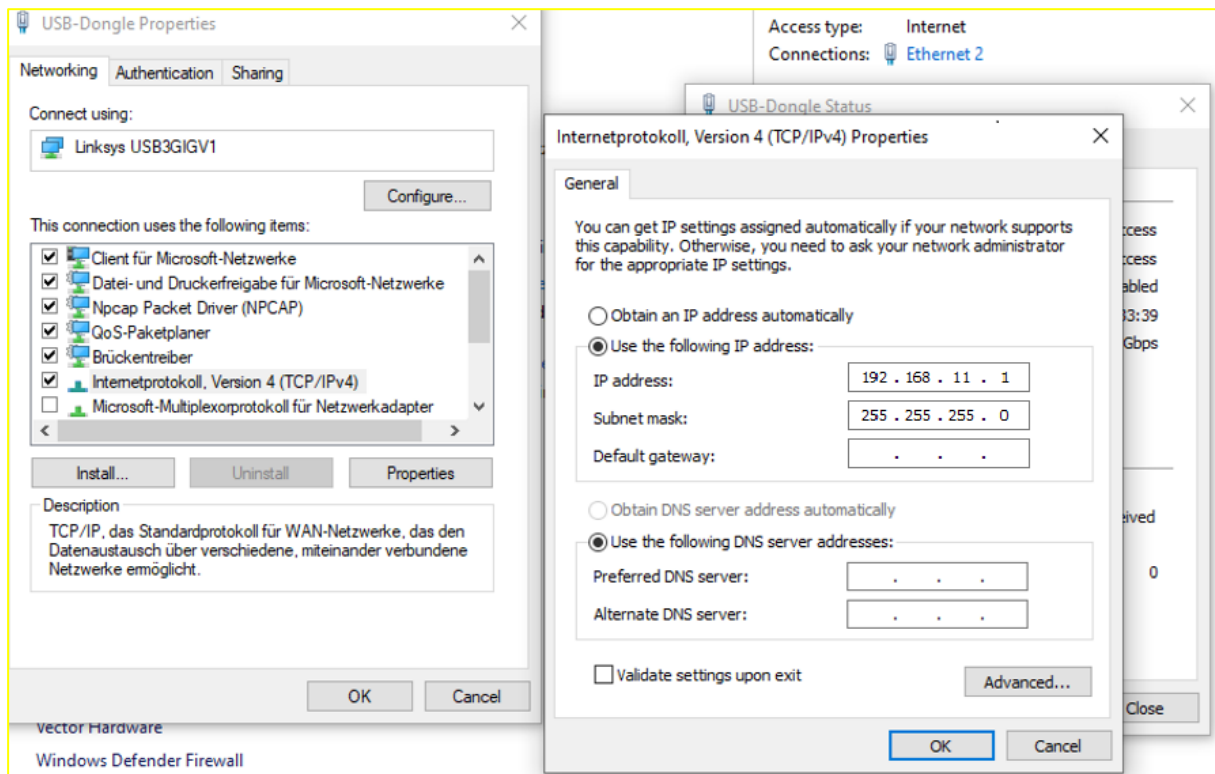 USB-Dongle Properties
Networking
Authentication
Sharing
Connect using:
Linksys USB3GIGV1
Configure...
This connection uses the following items:
Client für Microsoft-Netzwerke
Datei- und Druckerfreigabe für Microsoft-Netzwerke
Npcap Packet Driver (NPCAP)
QoS-Paketplaner
Brückentreiber
Internetprotokoll, Version 4 (TCP/IPv4)
Microsoft-Multiplexorprotokoll für Netzwerkadapter
Install...
Uninstall
Properties
Description
TCP/IP, das Standardprotokoll für WAN-Netzwerke, das den
Datenaustausch über verschiedene, miteinander verbundene
Netzwerke ermöglicht.
OK
Cancel
Vector Hardware
Windows Defender Firewall
Access type: Internet
Connections: Ethernet 2
USB-Dongle Status
Internetprotokoll, Version 4 (TCP/IPv4) Properties
General
You can get IP settings assigned automatically if your network supports
this capability. Otherwise, you need to ask your network administrator
for the appropriate IP settings.
Obtain an IP address automatically
Use the following IP address:
IP address: 192 . 168 . 11 . 1
Subnet mask: 255 . 255 . 255 . 0
Default gateway: . . .
Obtain DNS server address automatically
Use the following DNS server addresses:
Preferred DNS server: . . .
Alternate DNS server: . . .
Validate settings upon exit
Advanced...
OK
Cancel
33:39
Gbps
0
Close